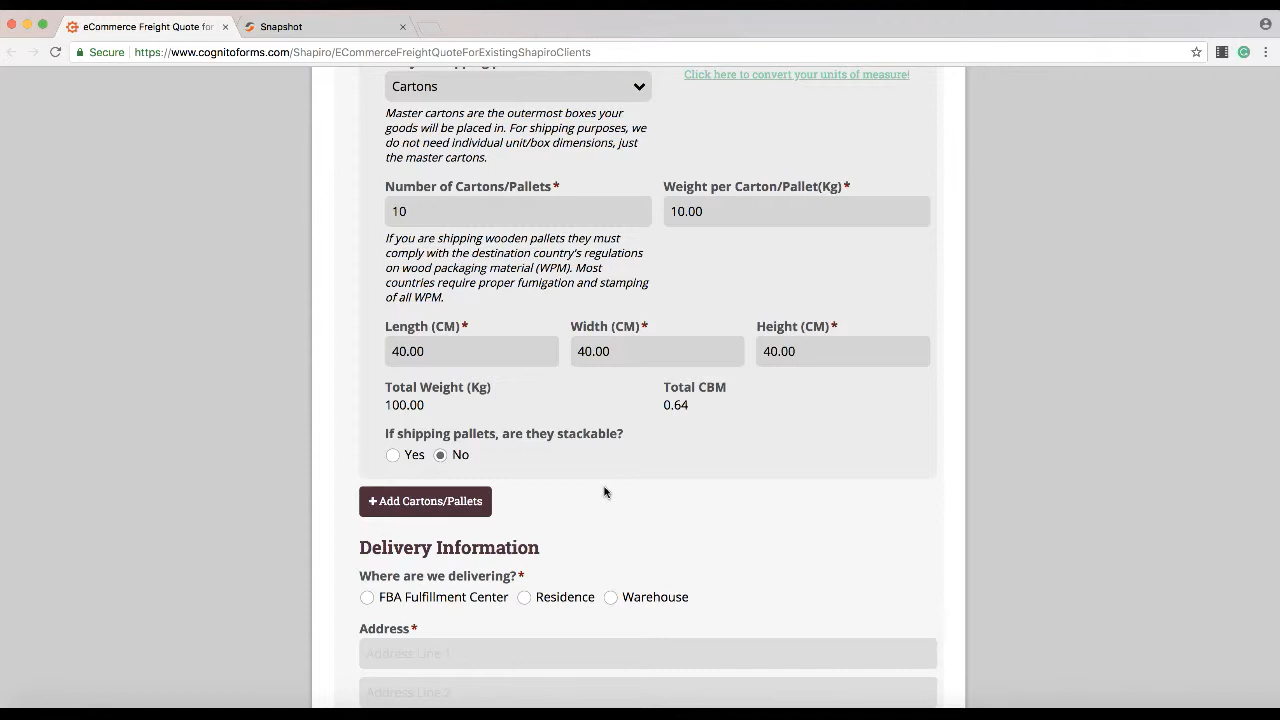 eCommerce Freight Quote for
Snapshot
Secure https://www.cognitoforms.com/Shapiro/ECommerceFreightQuoteForExistingShapiroClients
Click here to convert your units of measure!
Cartons
Master cartons are the outermost boxes your
goods will be placed in. For shipping purposes, we
do not need individual unit/box dimensions, just
the master cartons.
Number of Cartons/Pallets* Weight per Carton/Pallet(Kg)*
10 10.00
If you are shipping wooden pallets they must
comply with the destination country's regulations
on wood packaging material (WPM). Most
countries require proper fumigation and stamping
of all WPM.
Length (CM)* Width (CM)* Height (CM)*
40.00 40.00 40.00
Total Weight (Kg) Total CBM
100.00 0.64
If shipping pallets, are they stackable?
Yes No
+ Add Cartons/Pallets
Delivery Information
Where are we delivering?*
FBA Fulfillment Center Residence Warehouse
Address*
Address Line 1
Address Line 2